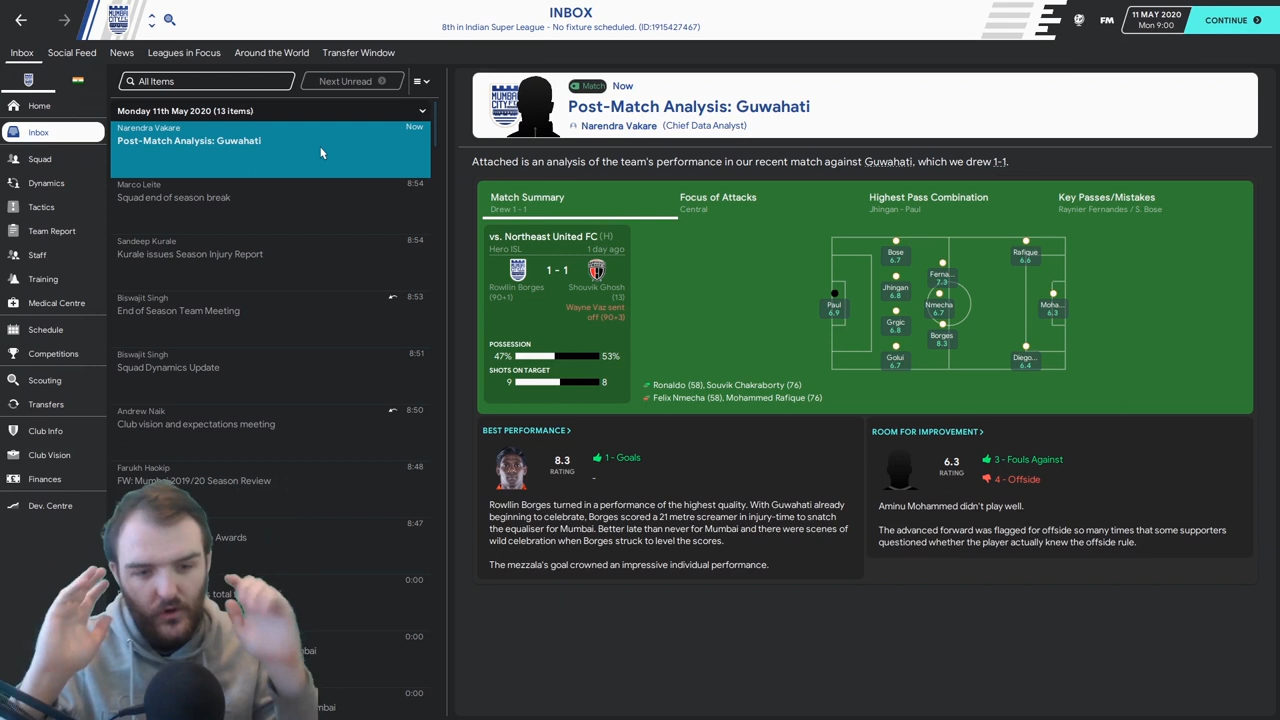 INBOX
8th in Indian Super League - No fixture scheduled. (ID:1915427467)
FM
11 MAY 2020
Mon 9:00
CONTINUE
Inbox
Social Feed
News
Leagues in Focus
Around the World
Transfer Window
Home
Inbox
Squad
Dynamics
Tactics
Team Report
Staff
Training
Medical Centre
Schedule
Competitions
Scouting
Transfers
Club Info
Club Vision
Finances
Dev. Centre
All Items
Next Unread
Monday 11th May 2020 (13 items)
Narendra Vakare
Now
Post-Match Analysis: Guwahati
Marco Leite
8:54
Squad end of season break
Sandeep Kurale
8:54
Kurale issues Season Injury Report
Biswajit Singh
8:53
End of Season Team Meeting
Biswajit Singh
8:51
Squad Dynamics Update
Andrew Naik
8:50
Club vision and expectations meeting
Farukh Haokip
8:48
FW: Mumbai 2019/20 Season Review
8:47
Awards
0:00
0:00
0:00
MUMBAI
CITY FC
Match
Now
Post-Match Analysis: Guwahati
Narendra Vakare (Chief Data Analyst)
Attached is an analysis of the team's performance in our recent match against Guwahati, which we drew 1-1.
Match Summary
Drew 1 - 1
Focus of Attacks
Central
Highest Pass Combination
Jhingan - Paul
Key Passes/Mistakes
Raynier Fernandes / S. Bose
vs. Northeast United FC (H)
Hero ISL
1 day ago
1 - 1
Rowllin Borges
(90+1)
Shouvik Ghosh
(13)
Wayne Vaz sent
off (90+3)
POSSESSION
47%
53%
SHOTS ON TARGET
9
8
Bose
6.7
Rafique
6.6
Ferna...
7.3
Jhingan
6.8
Paul
6.9
Nmecha
6.7
Moha...
6.3
Grgic
6.8
Borges
8.3
Golui
6.7
Diego...
6.4
Ronaldo (58), Souvik Chakraborty (76)
Felix Nmecha (58), Mohammed Rafique (76)
BEST PERFORMANCE >
8.3
RATING
1 - Goals
-
Rowllin Borges turned in a performance of the highest quality. With Guwahati already
beginning to celebrate, Borges scored a 21 metre screamer in injury-time to snatch
the equaliser for Mumbai. Better late than never for Mumbai and there were scenes of
wild celebration when Borges struck to level the scores.
The mezzala's goal crowned an impressive individual performance.
ROOM FOR IMPROVEMENT >
6.3
RATING
3 - Fouls Against
4 - Offside
Aminu Mohammed didn't play well.
The advanced forward was flagged for offside so many times that some supporters
questioned whether the player actually knew the offside rule.